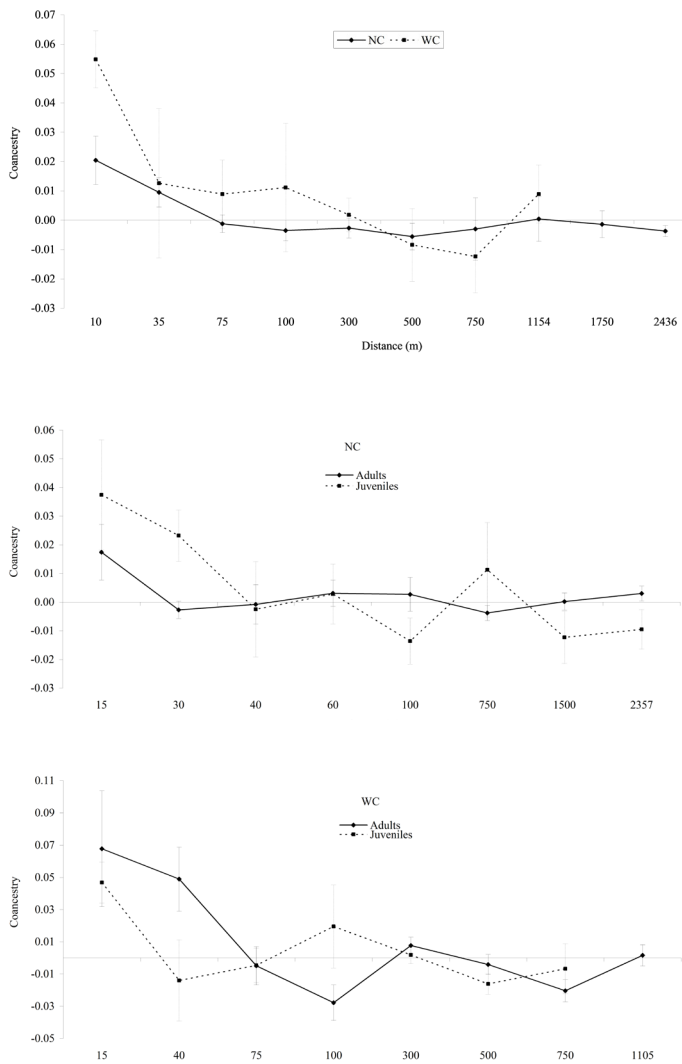 0.07
NC WC
0.06
0.05
0.04
0.03
0.02
0.01
0.00
-0.01
-0.02
-0.03
Coancestry
10 35 75 100 300 500 750 1154 1750 2436
Distance (m)
0.06
NC
0.05
Adults
Juveniles
0.04
0.03
0.02
0.01
0.00
-0.01
-0.02
-0.03
Coancestry
15 30 40 60 100 750 1500 2357
0.11
WC
0.09
Adults
Juveniles
0.07
0.05
0.03
0.01
-0.01
-0.03
-0.05
Coancestry
15 40 75 100 300 500 750 1105